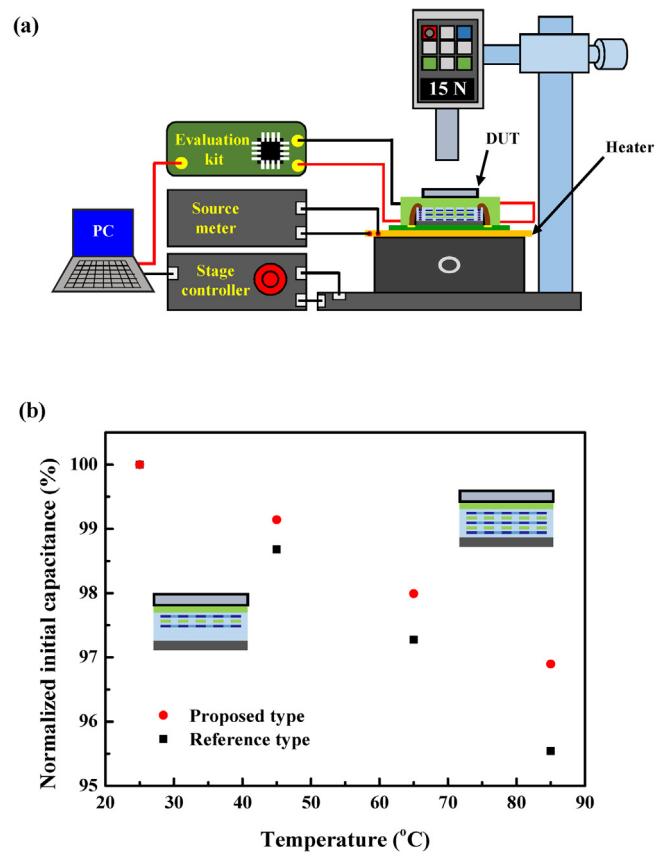 (a)
15 N
DUT
Heater
Evaluation
kit
Source
meter
PC
Stage
controller
(b)
Normalized initial capacitance (%)
100
99
98
97
96
95
Proposed type
Reference type
20 30 40 50 60 70 80 90
Temperature (°C)